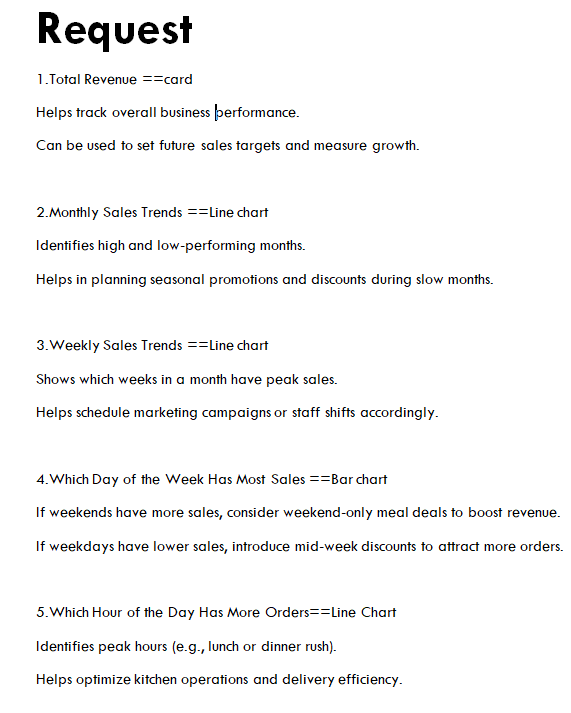 Request
1.Total Revenue ==card
Helps track overall business performance.
Can be used to set future sales targets and measure growth.
2.Monthly Sales Trends ==Line chart
Identifies high and low-performing months.
Helps in planning seasonal promotions and discounts during slow months.
3.Weekly Sales Trends ==Line chart
Shows which weeks in a month have peak sales.
Helps schedule marketing campaigns or staff shifts accordingly.
4.Which Day of the Week Has Most Sales ==Bar chart
If weekends have more sales, consider weekend-only meal deals to boost revenue.
If weekdays have lower sales, introduce mid-week discounts to attract more orders.
5.Which Hour of the Day Has More Orders==Line Chart
Identifies peak hours (e.g., lunch or dinner rush).
Helps optimize kitchen operations and delivery efficiency.